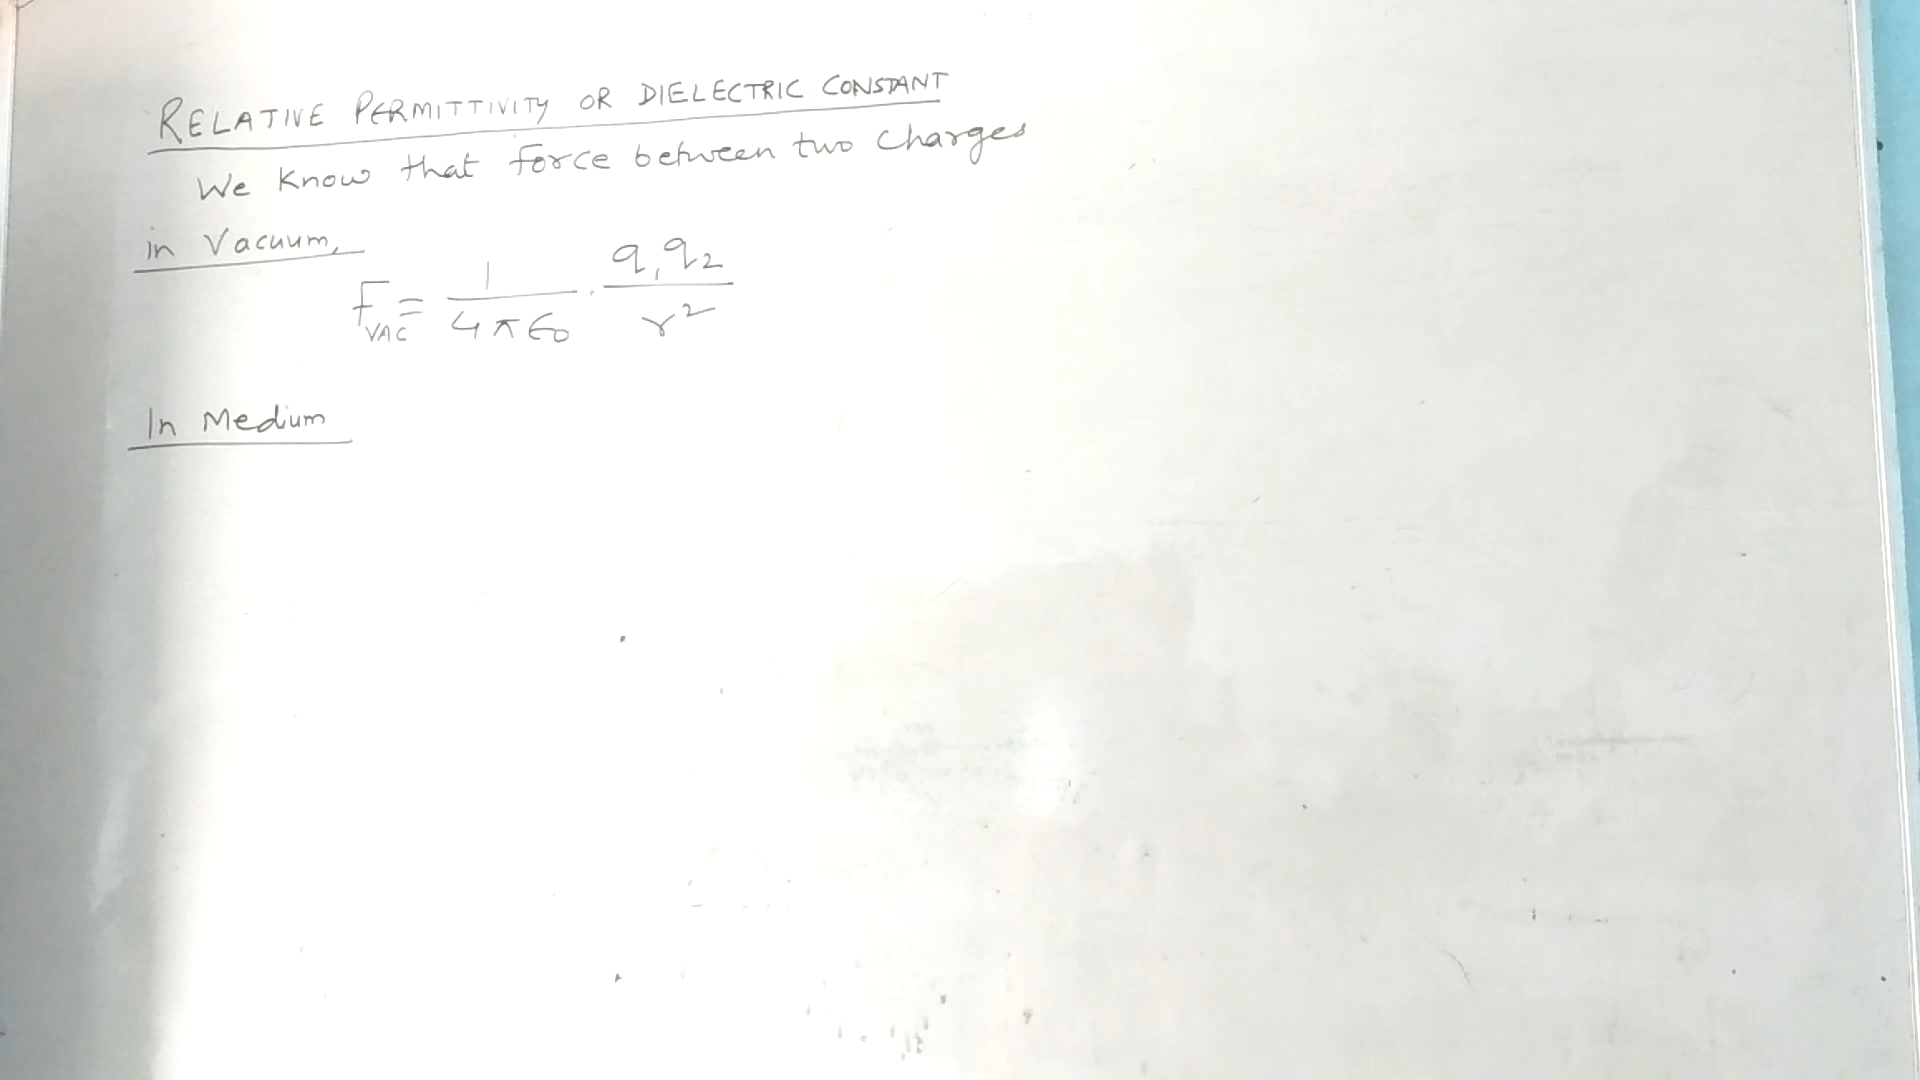 RELATIVE PERMITTIVITY OR DIELECTRIC CONSTANT
We know that force between two charges
in Vacuum,
F_VAC = 1/(4πϵ0) · q1q2/r²
In Medium